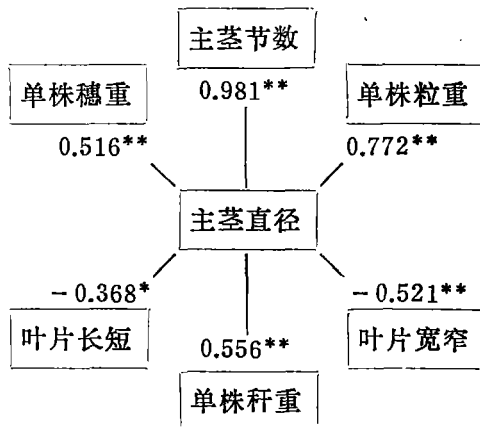 主茎节数
单株穗重
0.981**
单株粒重
0.516**
0.772**
主茎直径
-0.368*
-0.521**
叶片长短
0.556**
叶片宽窄
单株秆重